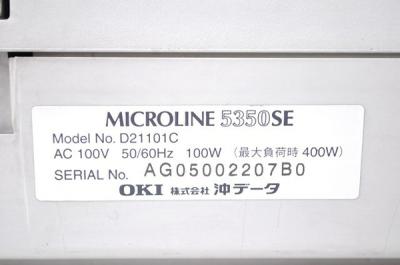 MICROLINE 5350SE
Model No. D21101C
AC 100V 50/60Hz 100W (最大負荷時 400W)
SERIAL No. AG05002207B0
OKI 株式会社 沖データ